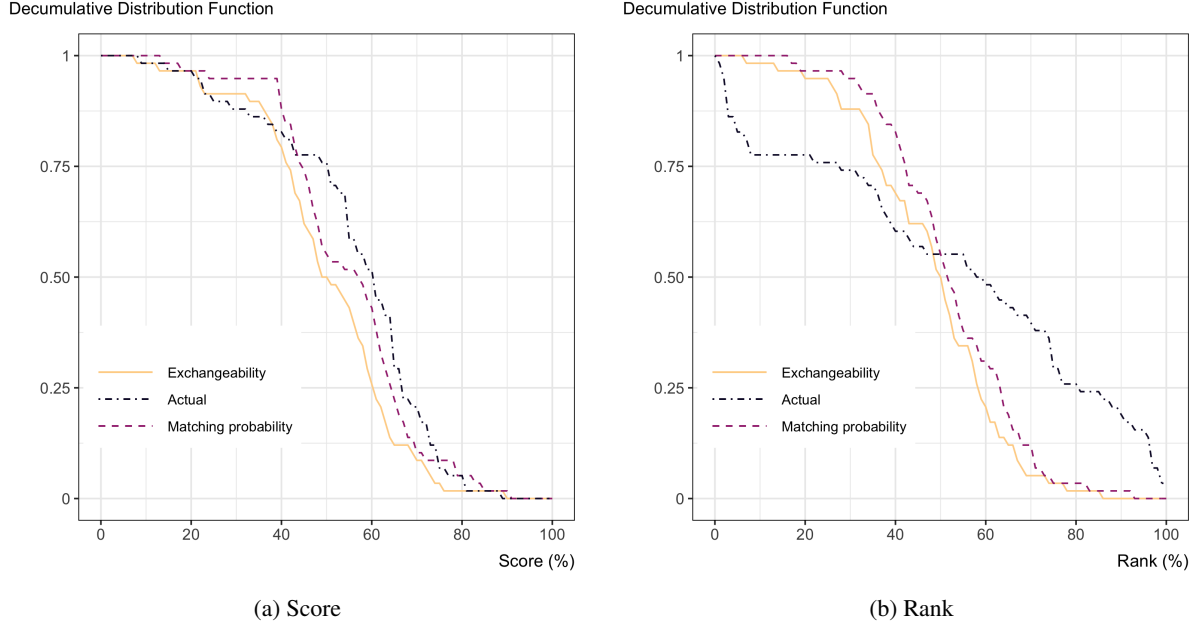 Decumulative Distribution Function
1
0.75
0.50
0.25
0
Exchangeability
Actual
Matching probability
0 20 40 60 80 100
Score (%)
(a) Score
Decumulative Distribution Function
1
0.75
0.50
0.25
0
Exchangeability
Actual
Matching probability
0 20 40 60 80 100
Rank (%)
(b) Rank